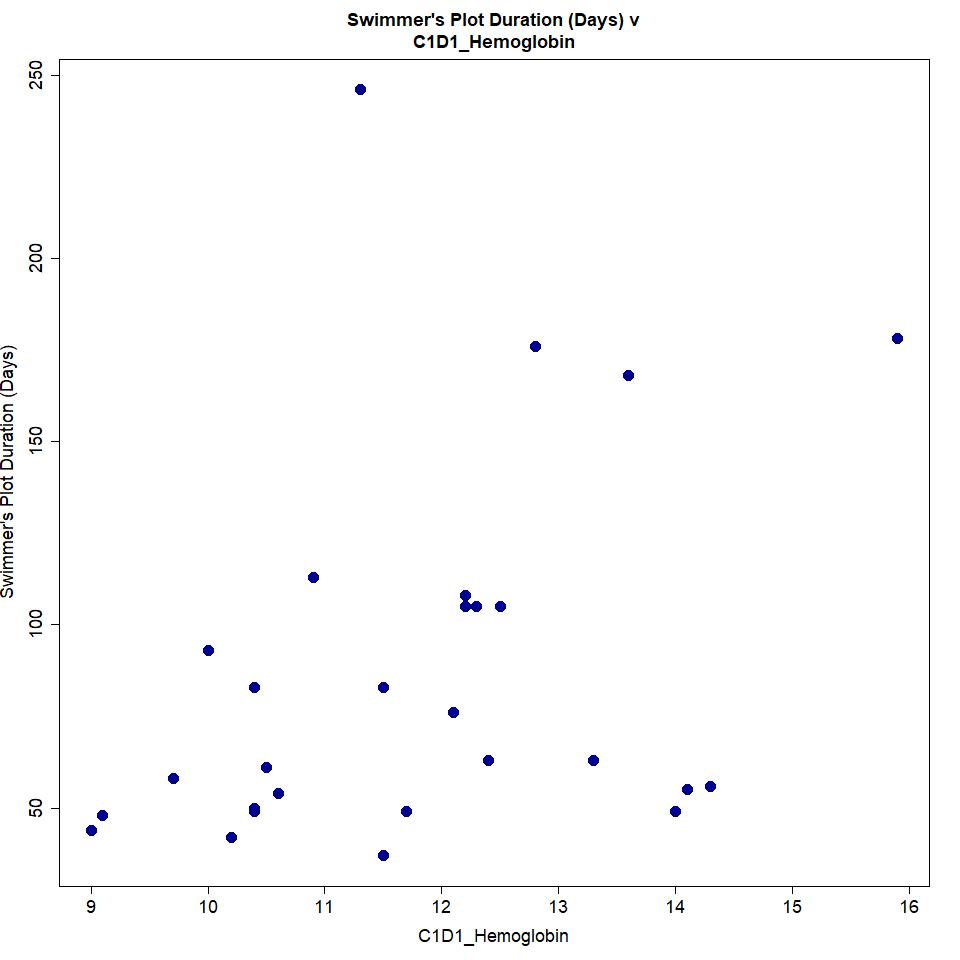 Swimmer's Plot Duration (Days) v
C1D1_Hemoglobin
Swimmer's Plot Duration (Days)
250
200
150
100
50
9 10 11 12 13 14 15 16
C1D1_Hemoglobin